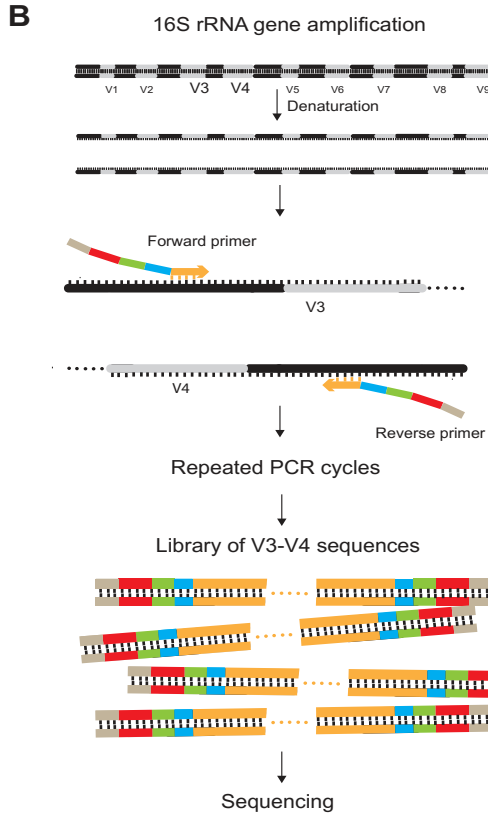 B
16S rRNA gene amplification
V1 V2 V3 V4 V5 V6 V7 V8 V9
Denaturation
Forward primer
V3
V4
Reverse primer
Repeated PCR cycles
Library of V3-V4 sequences
Sequencing